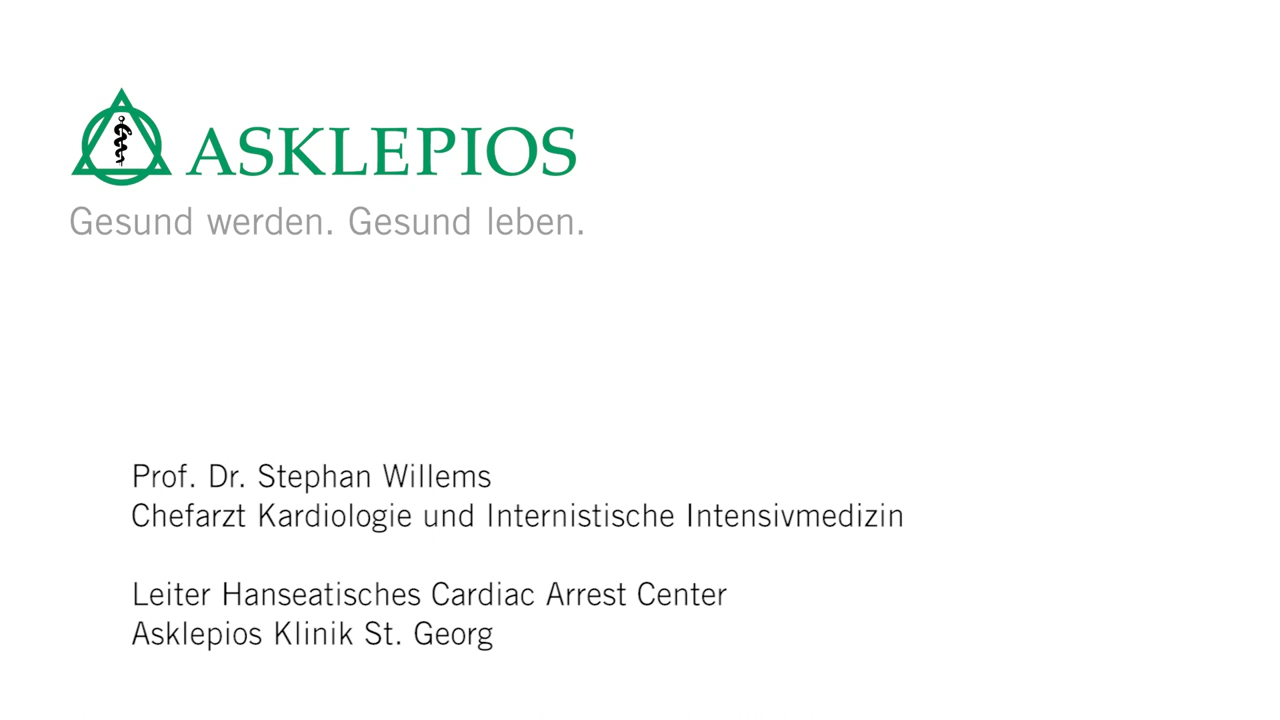 ASKLEPIOS
Gesund werden. Gesund leben.
Prof. Dr. Stephan Willems
Chefarzt Kardiologie und Internistische Intensivmedizin
Leiter Hanseatisches Cardiac Arrest Center
Asklepios Klinik St. Georg